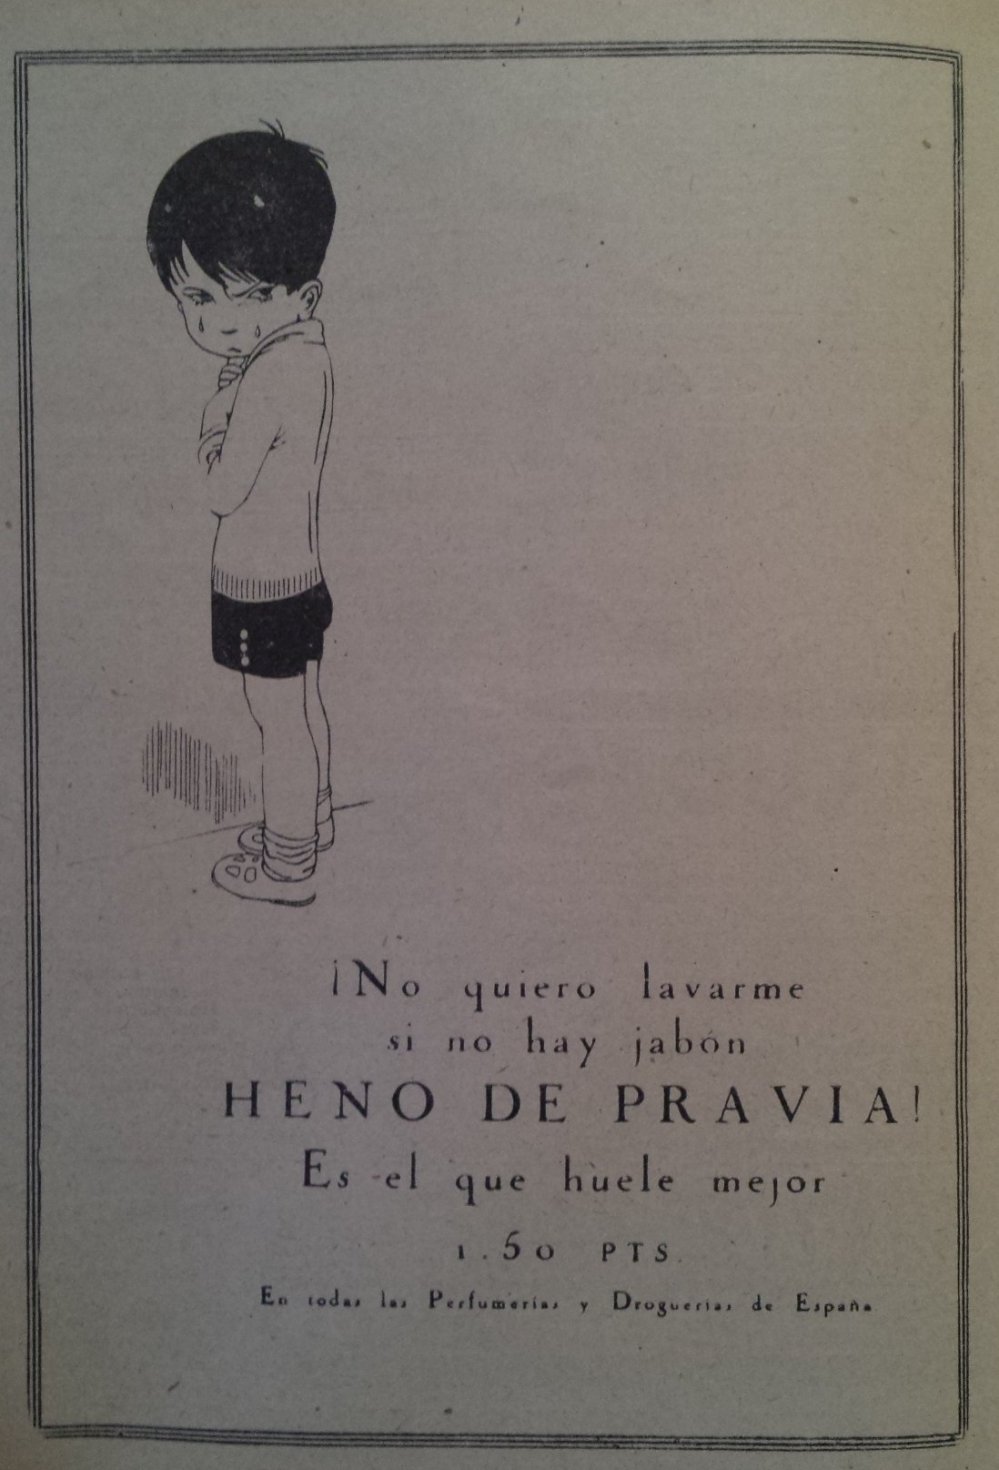 ¡No quiero lavarme
si no hay jabón
HENO DE PRAVIA!
Es el que huele mejor
1.50 PTS.
En todas las Perfumerías y Droguerías de España